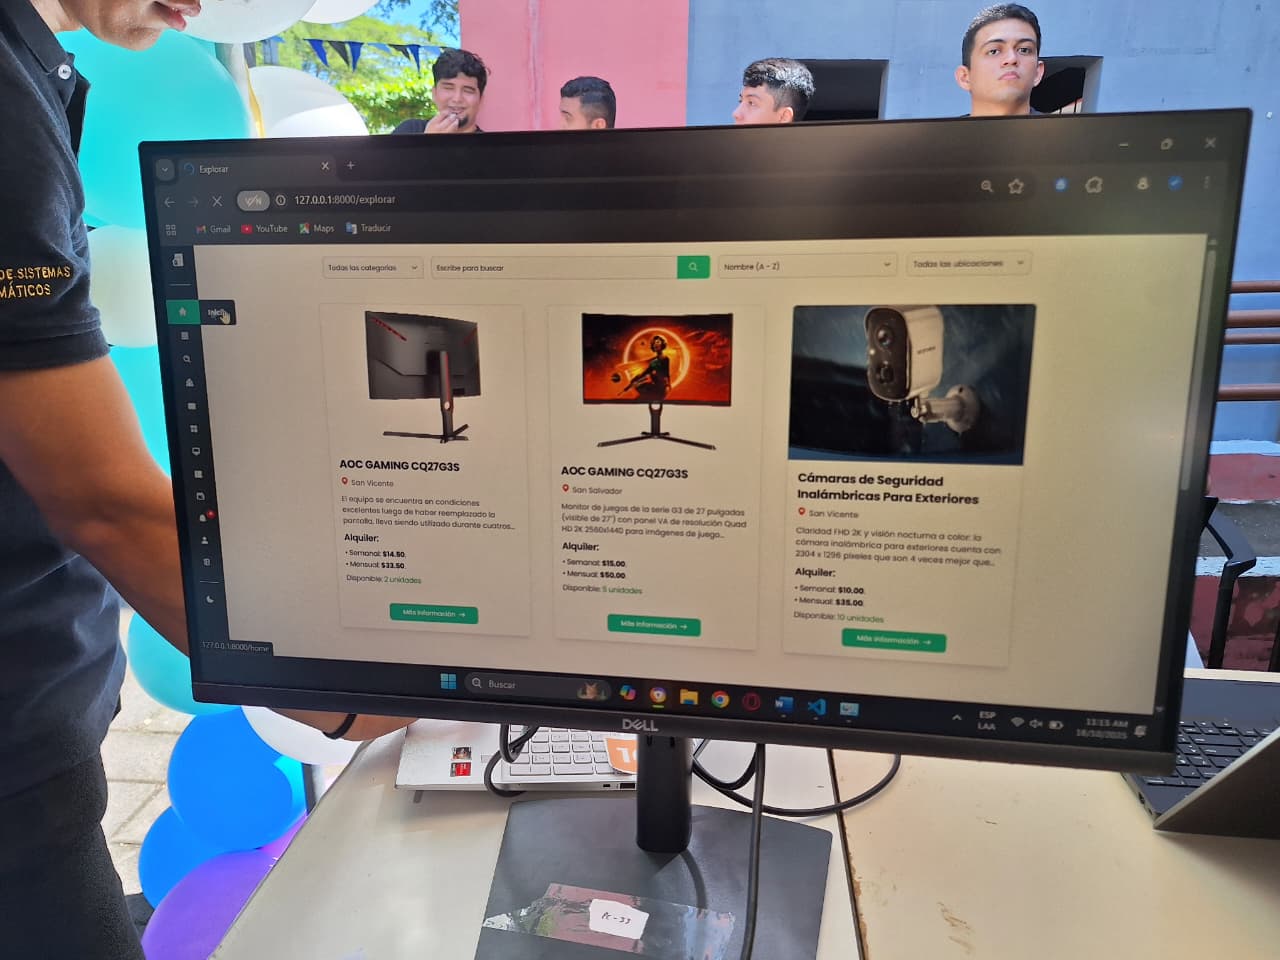 DE SISTEMAS
MÁTICOS
Explorar
127.0.0.1:8000/explorar
Gmail
YouTube
Maps
Traducir
Todas las categorías
Escribe para buscar
Nombre (A - Z)
Todas las ubicaciones
Inicio
AOC GAMING CQ27G3S
San Vicente
El equipo se encuentra en condiciones
excelentes luego de haber reemplazado la
pantalla, lleva siendo utilizado durante cuatros...
Alquiler:
• Semanal: $14.50.
• Mensual: $33.50.
Disponible: 2 unidades
Más información →
AOC GAMING CQ27G3S
San Salvador
Monitor de juegos de la serie G3 de 27 pulgadas
(visible de 27") con panel VA de resolución Quad
HD 2K 2560x1440 para imágenes de juego...
Alquiler:
• Semanal: $15.00.
• Mensual: $50.00.
Disponible: 5 unidades
Más información →
Cámaras de Seguridad
Inalámbricas Para Exteriores
San Vicente
Claridad FHD 2K y visión nocturna a color: la
cámara inalámbrica para exteriores cuenta con
2304 x 1296 píxeles que son 4 veces mejor que...
Alquiler:
• Semanal: $10.00.
• Mensual: $35.00.
Disponible: 10 unidades
Más información →
127.0.0.1:8000/home
Buscar
ESP
LAA
11:15 AM
16/10/2025
DELL
PC-33